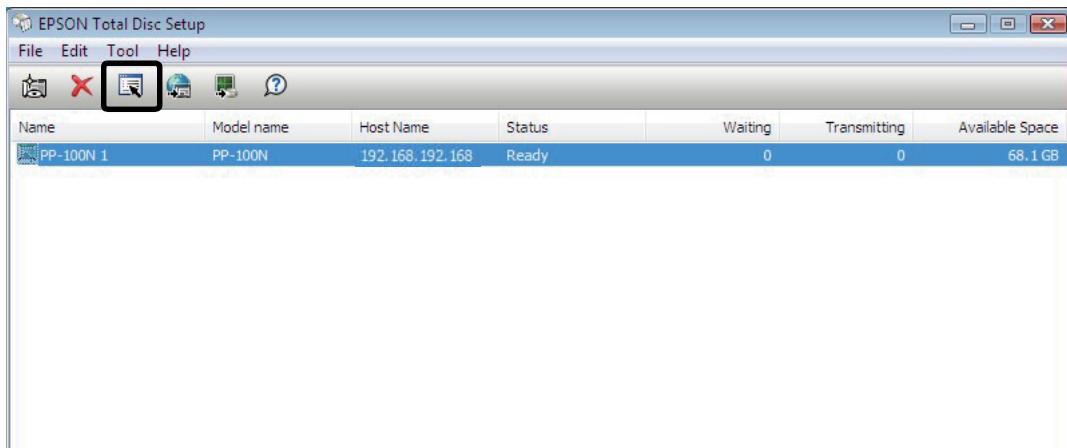 EPSON Total Disc Setup
File Edit Tool Help
Name Model name Host Name Status Waiting Transmitting Available Space
PP-100N 1 PP-100N 192.168.192.168 Ready 0 0 68.1 GB